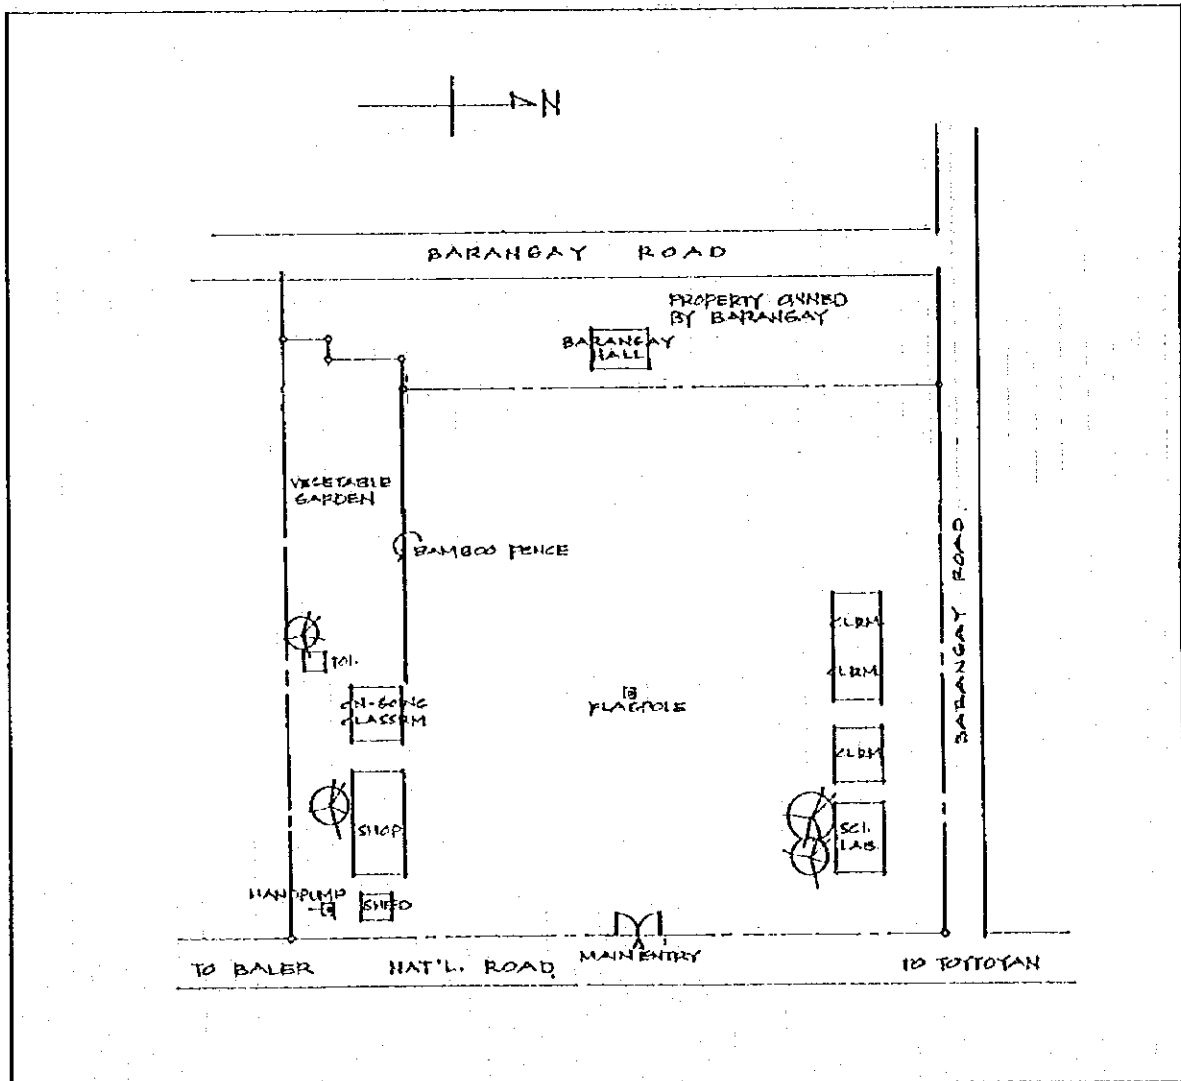 N
BARANGAY ROAD
PROPERTY OWNED
BY BARANGAY
BARANGAY
HALL
VEGETABLE
GARDEN
BAMBOO FENCE
BARANGAY ROAD
CLRM
TOI.
CLRM
ON-GOING
CLASSRM
FLAGPOLE
CLRM
SHOP
SCI.
LAB.
HANDPUMP
SHED
MAIN ENTRY
TO BALER
NAT'L. ROAD
TO TOYTOYAN